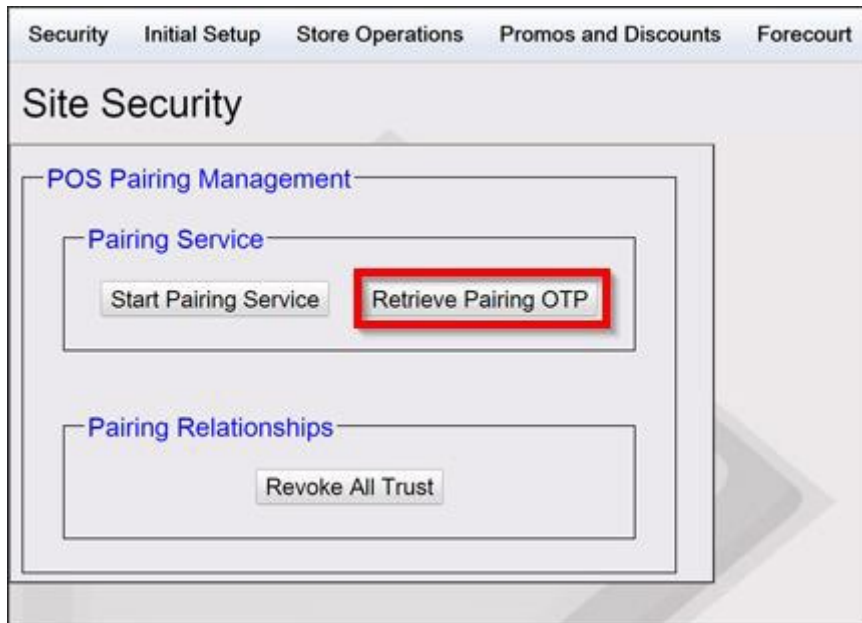 Security Initial Setup Store Operations Promos and Discounts Forecourt
Site Security
POS Pairing Management
Pairing Service
Start Pairing Service Retrieve Pairing OTP
Pairing Relationships
Revoke All Trust